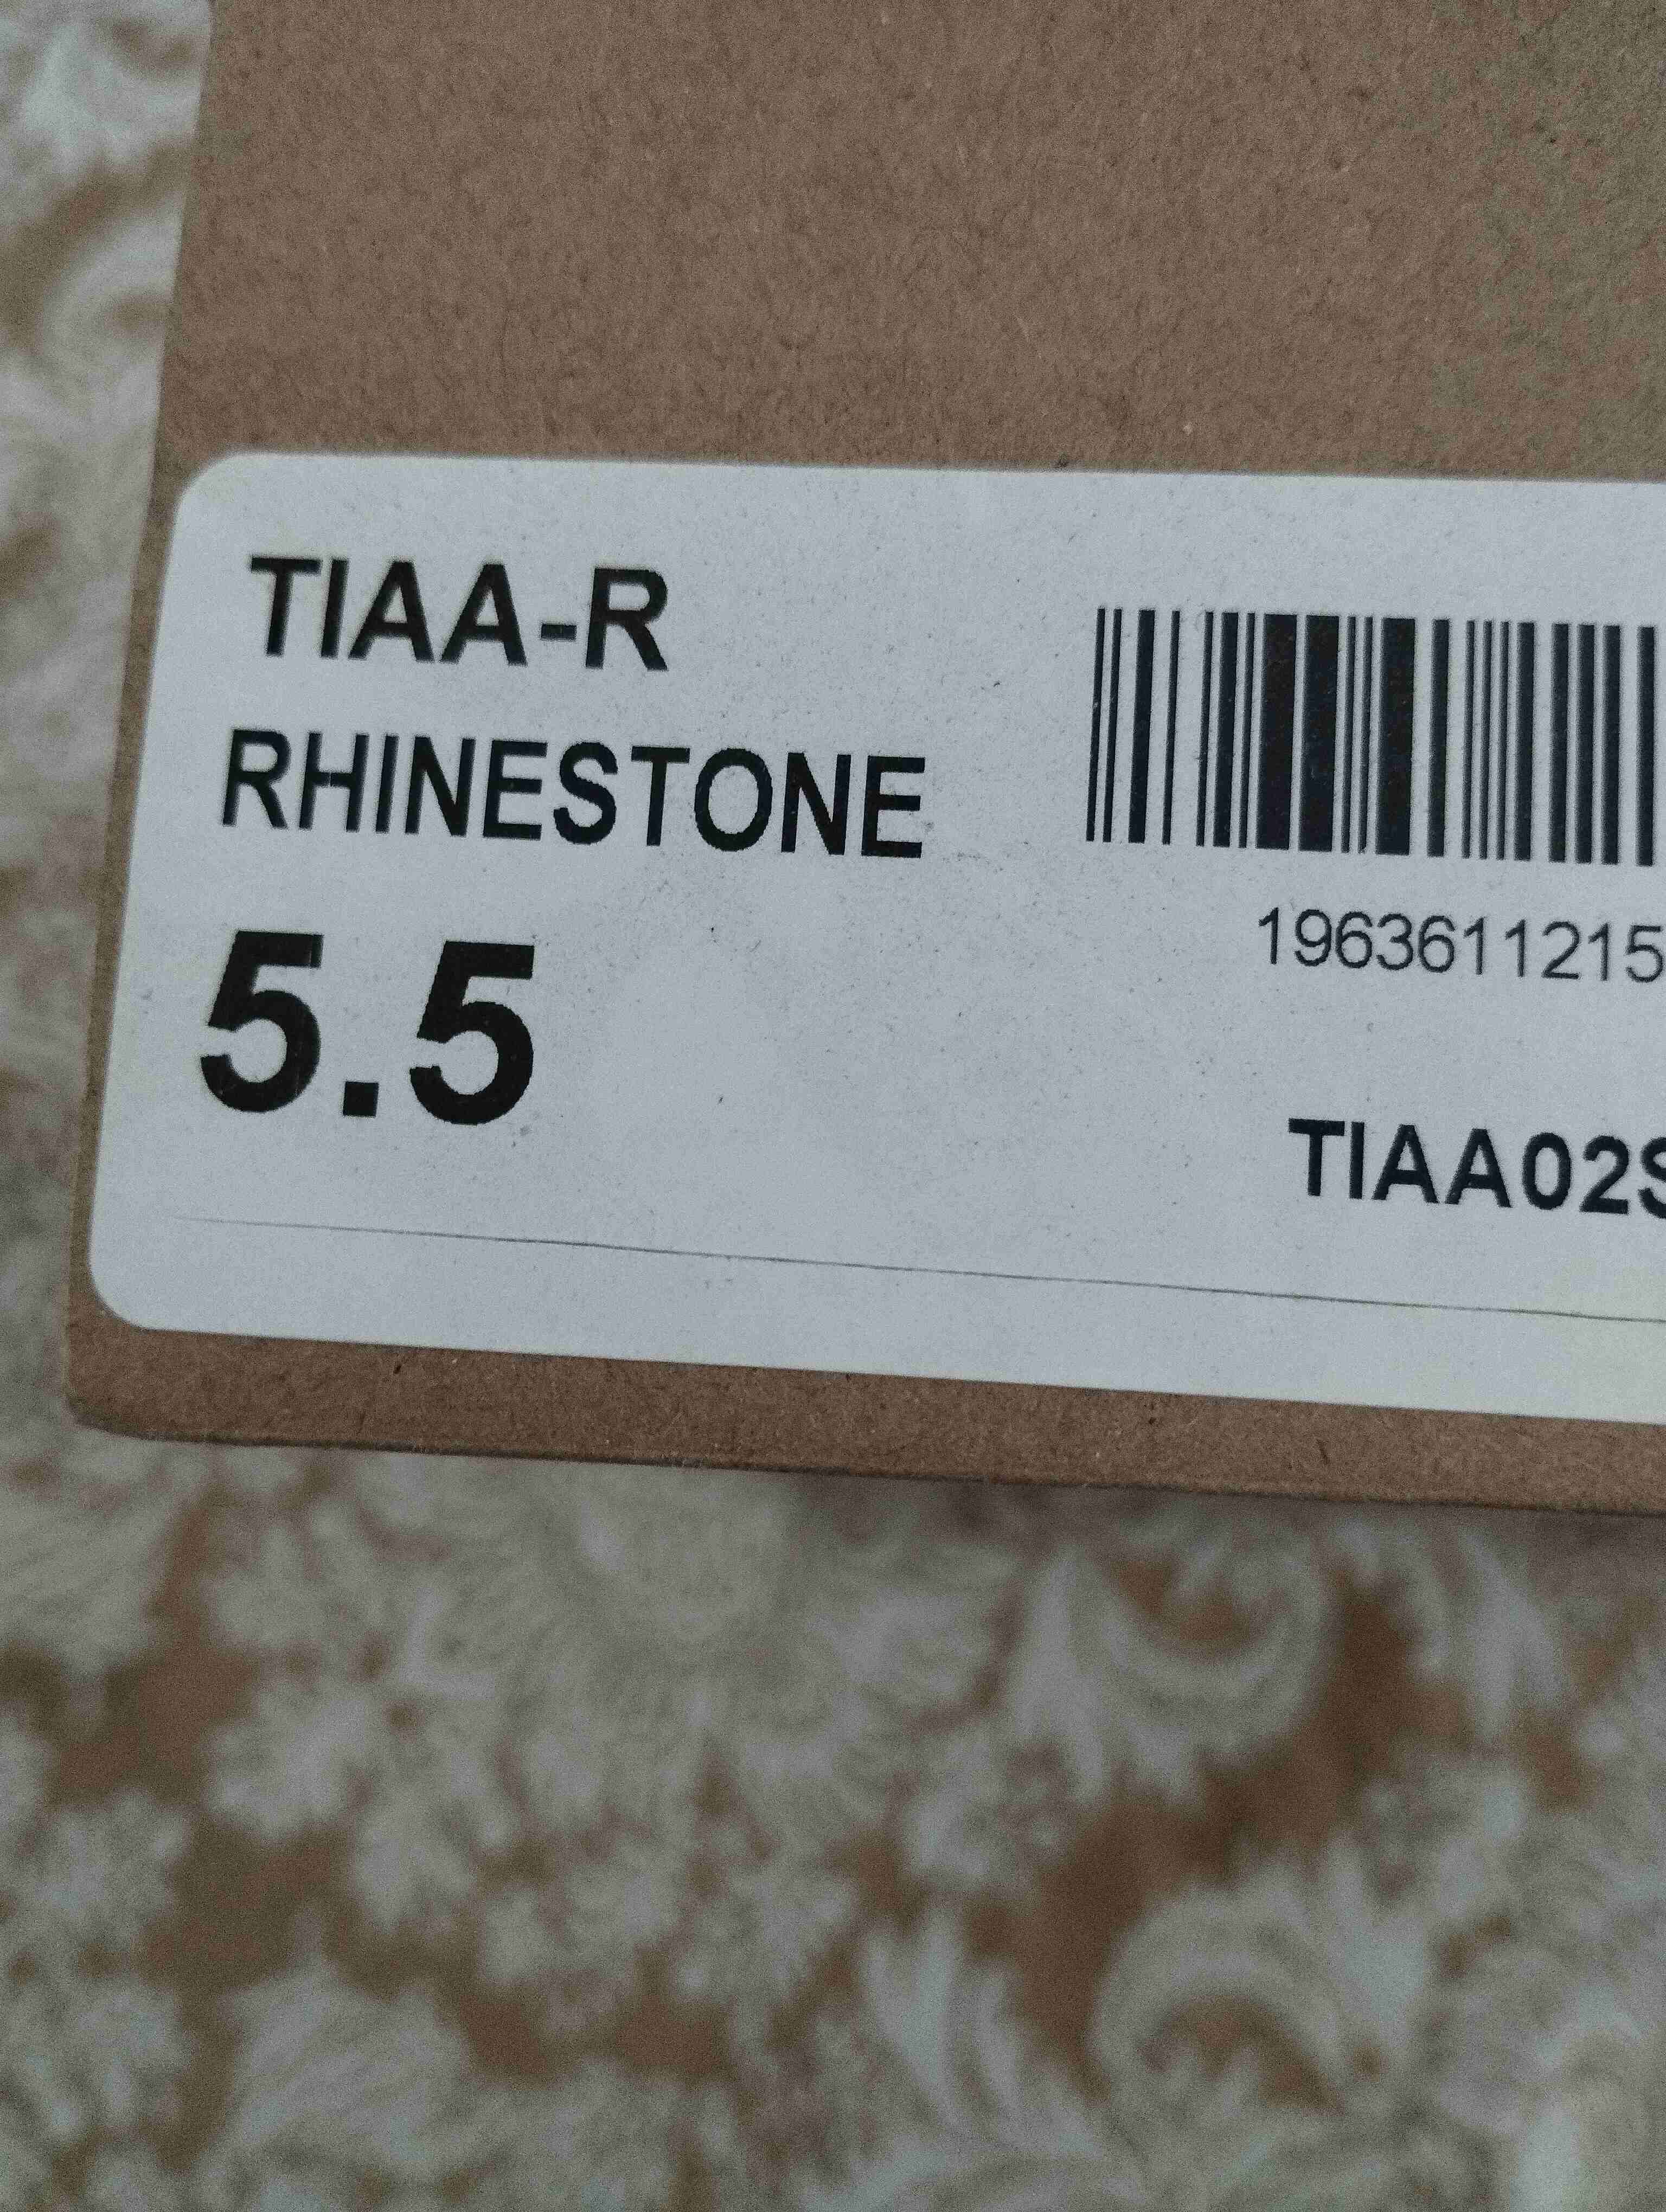 TIAA-R
RHINESTONE
5.5
1963611215
TIAA02S